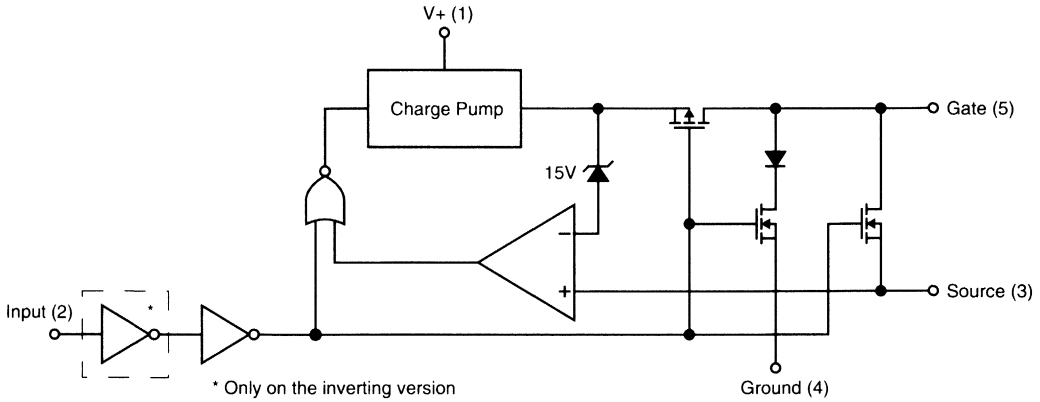 V+ (1)
Charge Pump
Gate (5)
15V
−
+
Source (3)
Input (2)
*
* Only on the inverting version
Ground (4)